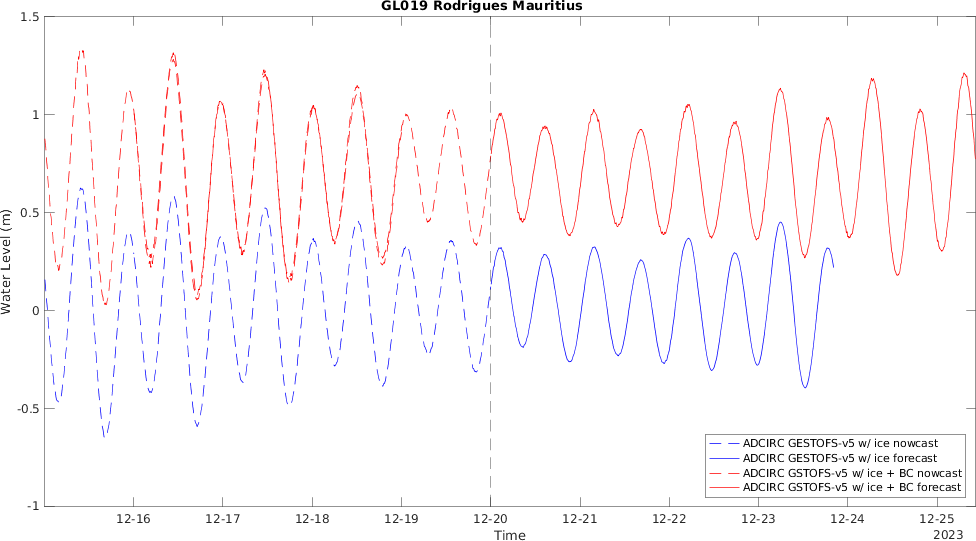 GL019 Rodrigues Mauritius
1.5
1
0.5
0
-0.5
-1
Water Level (m)
ADCIRC GESTOFS-v5 w/ ice nowcast
ADCIRC GESTOFS-v5 w/ ice forecast
ADCIRC GSTOFS-v5 w/ ice + BC nowcast
ADCIRC GSTOFS-v5 w/ ice + BC forecast
12-16 12-17 12-18 12-19 12-20 12-21 12-22 12-23 12-24 12-25
Time
2023